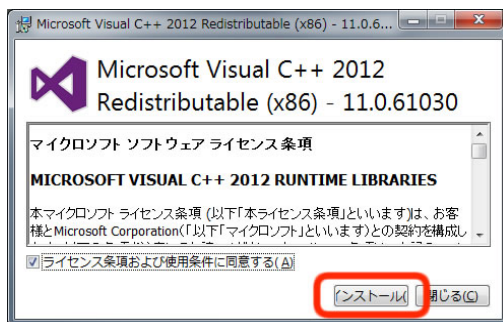 Microsoft Visual C++ 2012 Redistributable (x86) - 11.0.6...
Microsoft Visual C++ 2012
Redistributable (x86) - 11.0.61030
マイクロソフト ソフトウェア ライセンス条項
MICROSOFT VISUAL C++ 2012 RUNTIME LIBRARIES
本マイクロソフト ライセンス条項 (以下「本ライセンス条項」といいます)は、お客
様とMicrosoft Corporation(「以下「マイクロソフト」といいます)との契約を構成し
ライセンス条項および使用条件に同意する(A)
インストール(
閉じる(C)